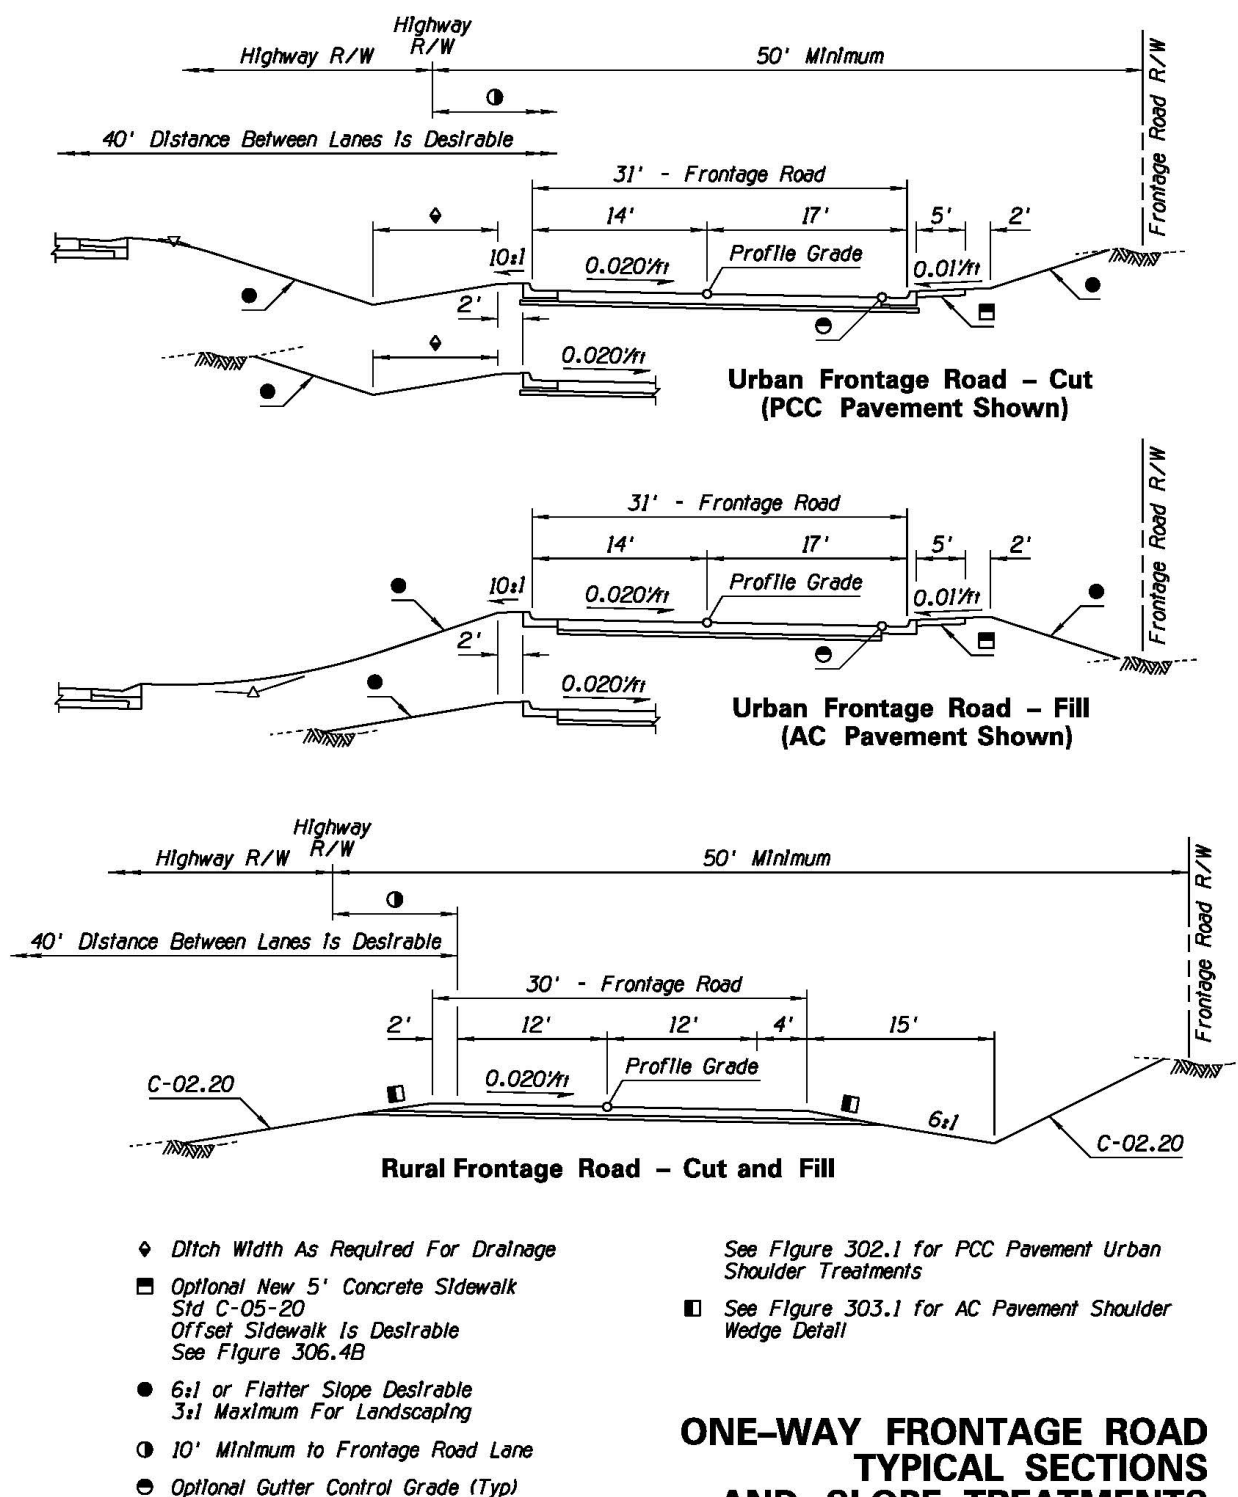 Highway
R/W
Highway R/W
50' Minimum
Frontage Road R/W
40' Distance Between Lanes is Desirable
31' - Frontage Road
14'
17'
5'
2'
10:1
0.020'/ft
Profile Grade
0.01'/ft
2'
0.020'/ft
Urban Frontage Road – Cut
(PCC Pavement Shown)
Frontage Road R/W
31' - Frontage Road
14'
17'
5'
2'
10:1
0.020'/ft
Profile Grade
0.01'/ft
2'
0.020'/ft
Urban Frontage Road – Fill
(AC Pavement Shown)
Highway
R/W
Highway R/W
50' Minimum
Frontage Road R/W
40' Distance Between Lanes is Desirable
30' - Frontage Road
2'
12'
12'
4'
15'
C-02.20
0.020'/ft
Profile Grade
6:1
C-02.20
Rural Frontage Road – Cut and Fill
Ditch Width As Required For Drainage
Optional New 5' Concrete Sidewalk
Std C-05-20
Offset Sidewalk is Desirable
See Figure 306.4B
6:1 or Flatter Slope Desirable
3:1 Maximum For Landscaping
10' Minimum to Frontage Road Lane
Optional Gutter Control Grade (Typ)
See Figure 302.1 for PCC Pavement Urban
Shoulder Treatments
See Figure 303.1 for AC Pavement Shoulder
Wedge Detail
ONE–WAY FRONTAGE ROAD
TYPICAL SECTIONS
AND SLOPE TREATMENTS